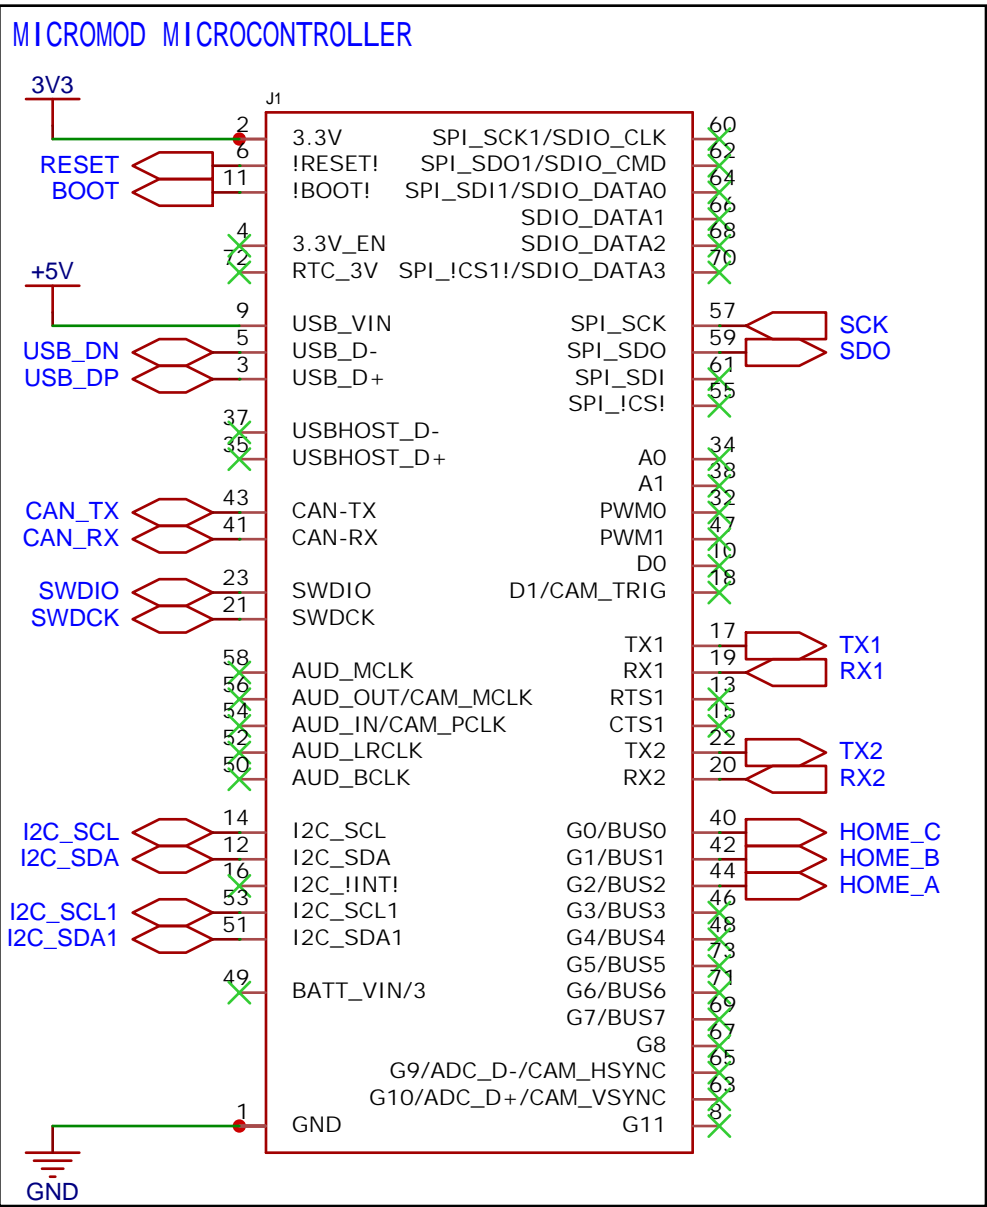 MICROMOD MICROCONTROLLER
3V3
J1
2 3.3V SPI_SCK1/SDIO_CLK 60
RESET 6 !RESET! SPI_SDO1/SDIO_CMD 62
BOOT 11 !BOOT! SPI_SDI1/SDIO_DATA0 64
SDIO_DATA1 66
4 3.3V_EN SDIO_DATA2 68
72 RTC_3V SPI_!CS1!/SDIO_DATA3 70
+5V
9 USB_VIN SPI_SCK 57 SCK
USB_DN 5 USB_D- SPI_SDO 59 SDO
USB_DP 3 USB_D+ SPI_SDI 61
SPI_!CS! 55
37 USBHOST_D-
35 USBHOST_D+ A0 34
A1 38
CAN_TX 43 CAN-TX PWM0 32
CAN_RX 41 CAN-RX PWM1 47
D0 10
SWDIO 23 SWDIO D1/CAM_TRIG 18
SWDCK 21 SWDCK
TX1 17 TX1
58 AUD_MCLK RX1 19 RX1
56 AUD_OUT/CAM_MCLK RTS1 13
54 AUD_IN/CAM_PCLK CTS1 15
52 AUD_LRCLK TX2 22 TX2
50 AUD_BCLK RX2 20 RX2
I2C_SCL 14 I2C_SCL G0/BUS0 40 HOME_C
I2C_SDA 12 I2C_SDA G1/BUS1 42 HOME_B
16 I2C_!INT! G2/BUS2 44 HOME_A
I2C_SCL1 53 I2C_SCL1 G3/BUS3 46
I2C_SDA1 51 I2C_SDA1 G4/BUS4 48
G5/BUS5 73
49 BATT_VIN/3 G6/BUS6 71
G7/BUS7 69
G8 67
G9/ADC_D-/CAM_HSYNC 65
G10/ADC_D+/CAM_VSYNC 63
1 GND G11 8
GND